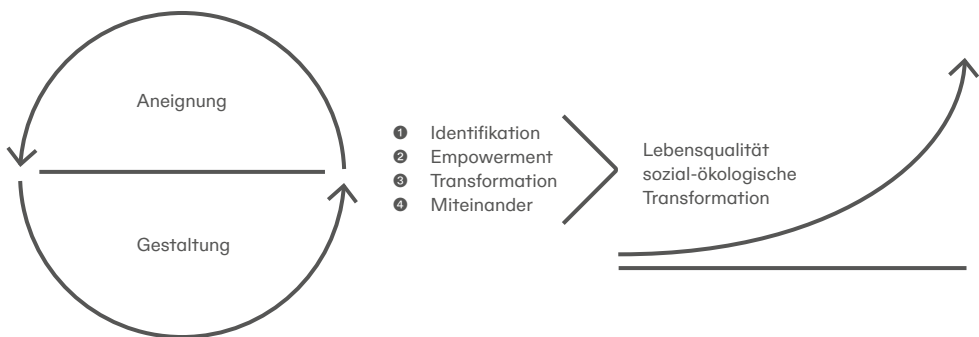 Aneignung
Gestaltung
❶ Identifikation
❷ Empowerment
❸ Transformation
❹ Miteinander
Lebensqualität
sozial-ökologische
Transformation